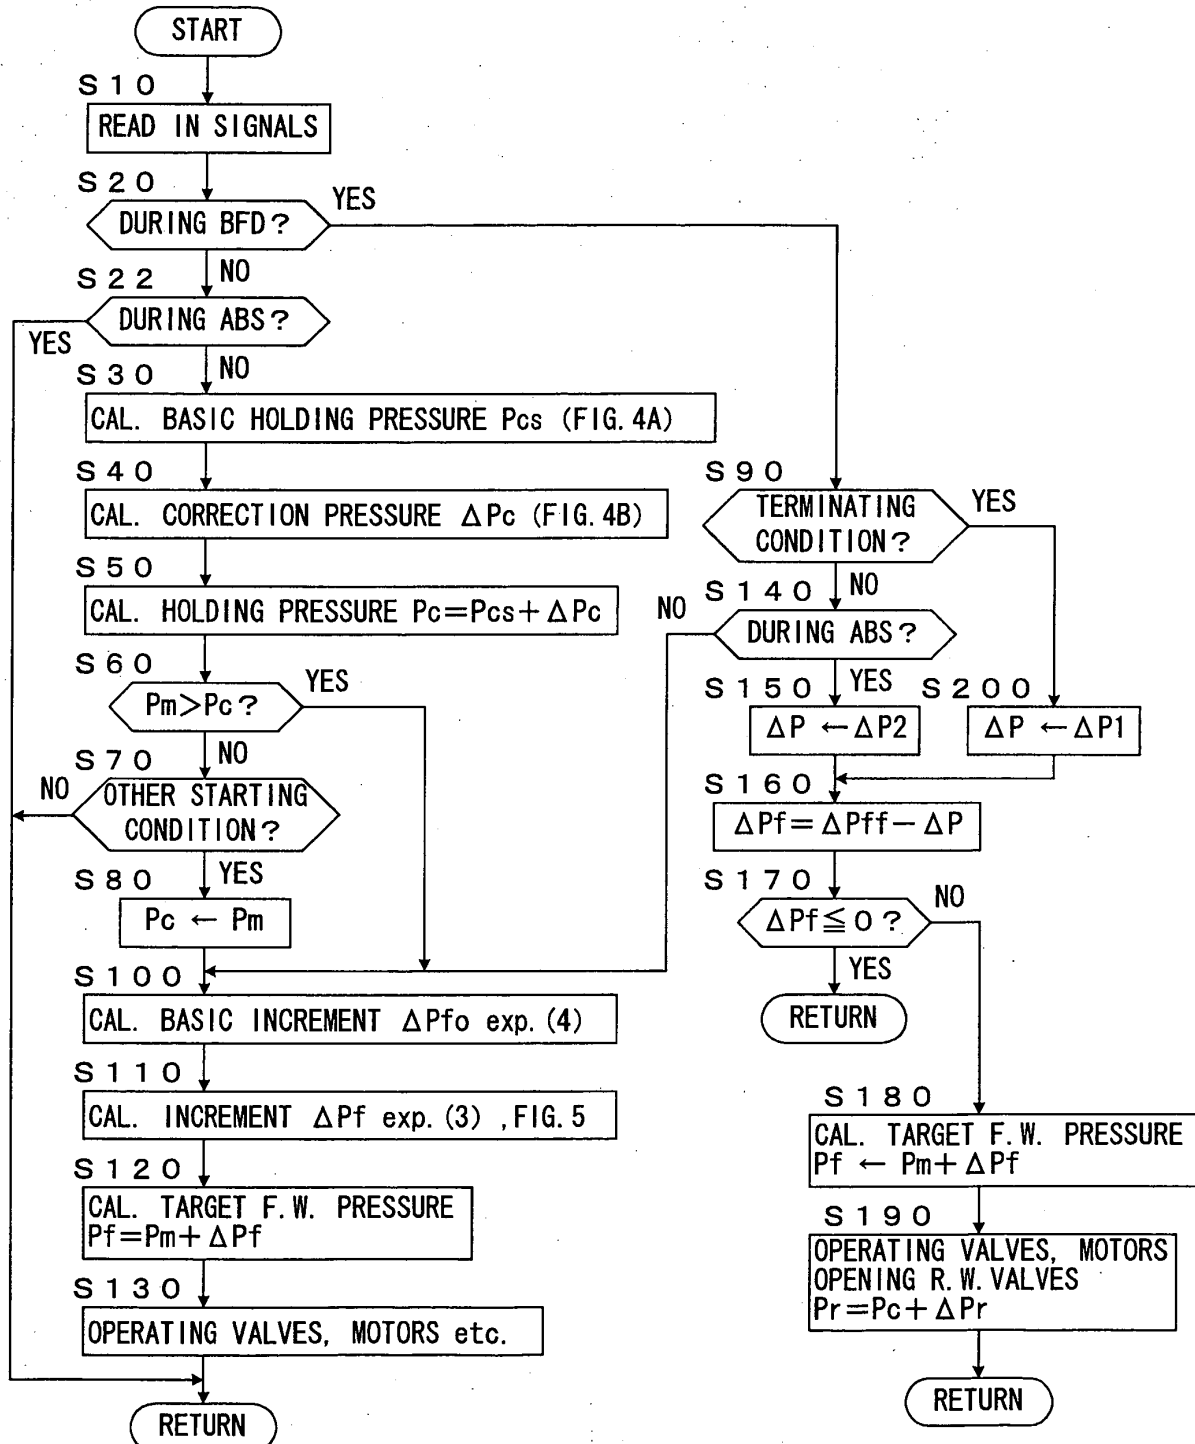 START
S10
READ IN SIGNALS
S20
DURING BFD?
YES
NO
S22
DURING ABS?
YES
NO
S30
CAL. BASIC HOLDING PRESSURE Pcs (FIG. 4A)
S40
CAL. CORRECTION PRESSURE ΔPc (FIG. 4B)
S50
CAL. HOLDING PRESSURE Pc=Pcs+ΔPc
S60
Pm>Pc?
YES
NO
S70
OTHER STARTING
CONDITION?
NO
YES
S80
Pc ← Pm
S100
CAL. BASIC INCREMENT ΔPfo exp. (4)
S110
CAL. INCREMENT ΔPf exp. (3) , FIG. 5
S120
CAL. TARGET F. W. PRESSURE
Pf=Pm+ΔPf
S130
OPERATING VALVES, MOTORS etc.
RETURN
S90
TERMINATING
CONDITION?
YES
NO
S140
DURING ABS?
NO
YES
S150
ΔP ← ΔP2
S200
ΔP ← ΔP1
S160
ΔPf=ΔPff−ΔP
S170
ΔPf≦0?
NO
YES
RETURN
S180
CAL. TARGET F. W. PRESSURE
Pf ← Pm+ΔPf
S190
OPERATING VALVES, MOTORS
OPENING R. W. VALVES
Pr=Pc+ΔPr
RETURN